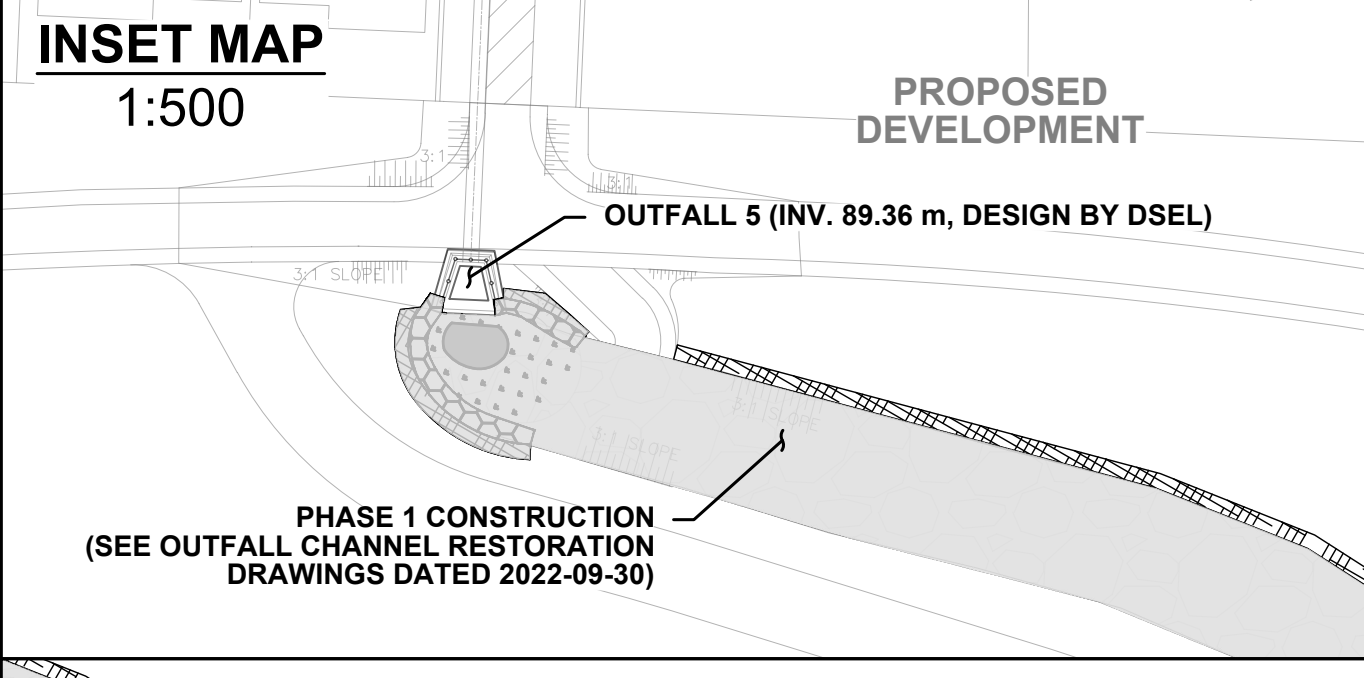 INSET MAP
1:500
PROPOSED
DEVELOPMENT
3:1
3:1
OUTFALL 5 (INV. 89.36 m, DESIGN BY DSEL)
3:1 SLOPE
3:1 SLOPE
3:1 SLOPE
PHASE 1 CONSTRUCTION
(SEE OUTFALL CHANNEL RESTORATION
DRAWINGS DATED 2022-09-30)